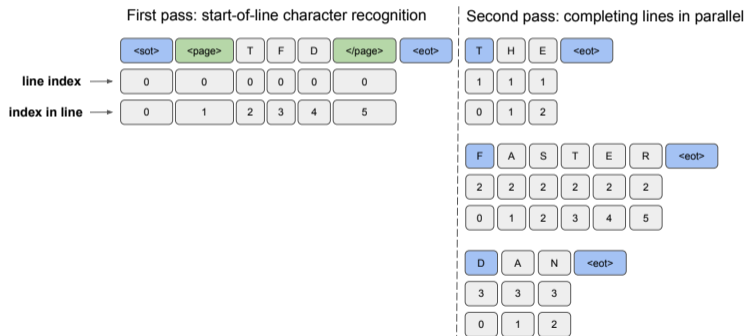 First pass: start-of-line character recognition
<sot> <page> T F D </page> <eot>
line index 0 0 0 0 0 0
index in line 0 1 2 3 4 5
Second pass: completing lines in parallel
T H E <eot>
1 1 1
0 1 2
F A S T E R <eot>
2 2 2 2 2 2
0 1 2 3 4 5
D A N <eot>
3 3 3
0 1 2